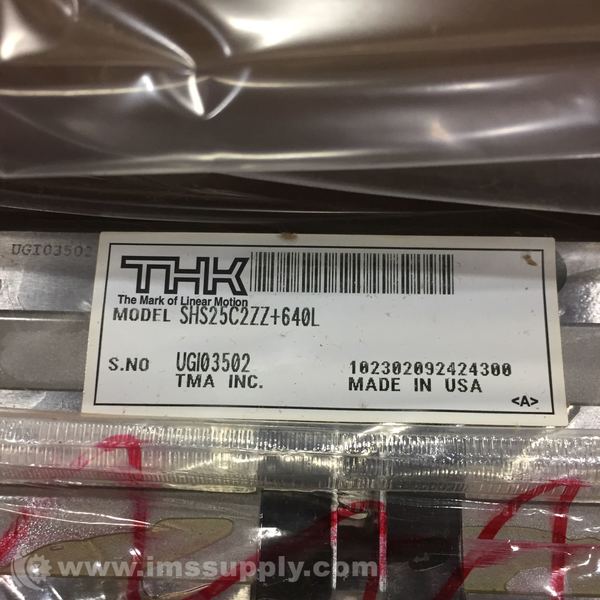 UGI03502
THK
The Mark of Linear Motion
MODEL SHS25C2ZZ+640L
S.NO UGI03502 102302092424300
TMA INC. MADE IN USA
<A>
www.imssupply.com